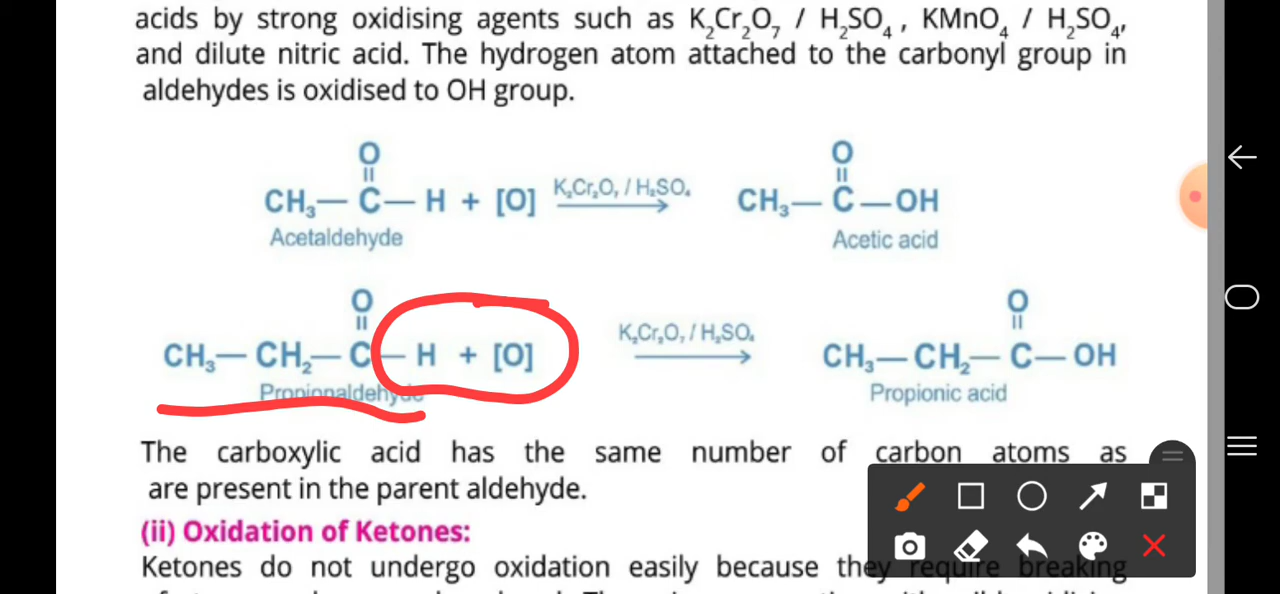 acids by strong oxidising agents such as K₂Cr₂O₇ / H₂SO₄ , KMnO₄ / H₂SO₄,
and dilute nitric acid. The hydrogen atom attached to the carbonyl group in
aldehydes is oxidised to OH group.
O O
|| ||
CH₃— C— H + [O] K₂Cr₂O₇ / H₂SO₄ CH₃— C—OH
Acetaldehyde Acetic acid
O O
|| ||
CH₃— CH₂— C— H + [O] K₂Cr₂O₇ / H₂SO₄ CH₃—CH₂— C—OH
Propionaldehyde Propionic acid
The carboxylic acid has the same number of carbon atoms as
are present in the parent aldehyde.
(ii) Oxidation of Ketones:
Ketones do not undergo oxidation easily because they require breaking